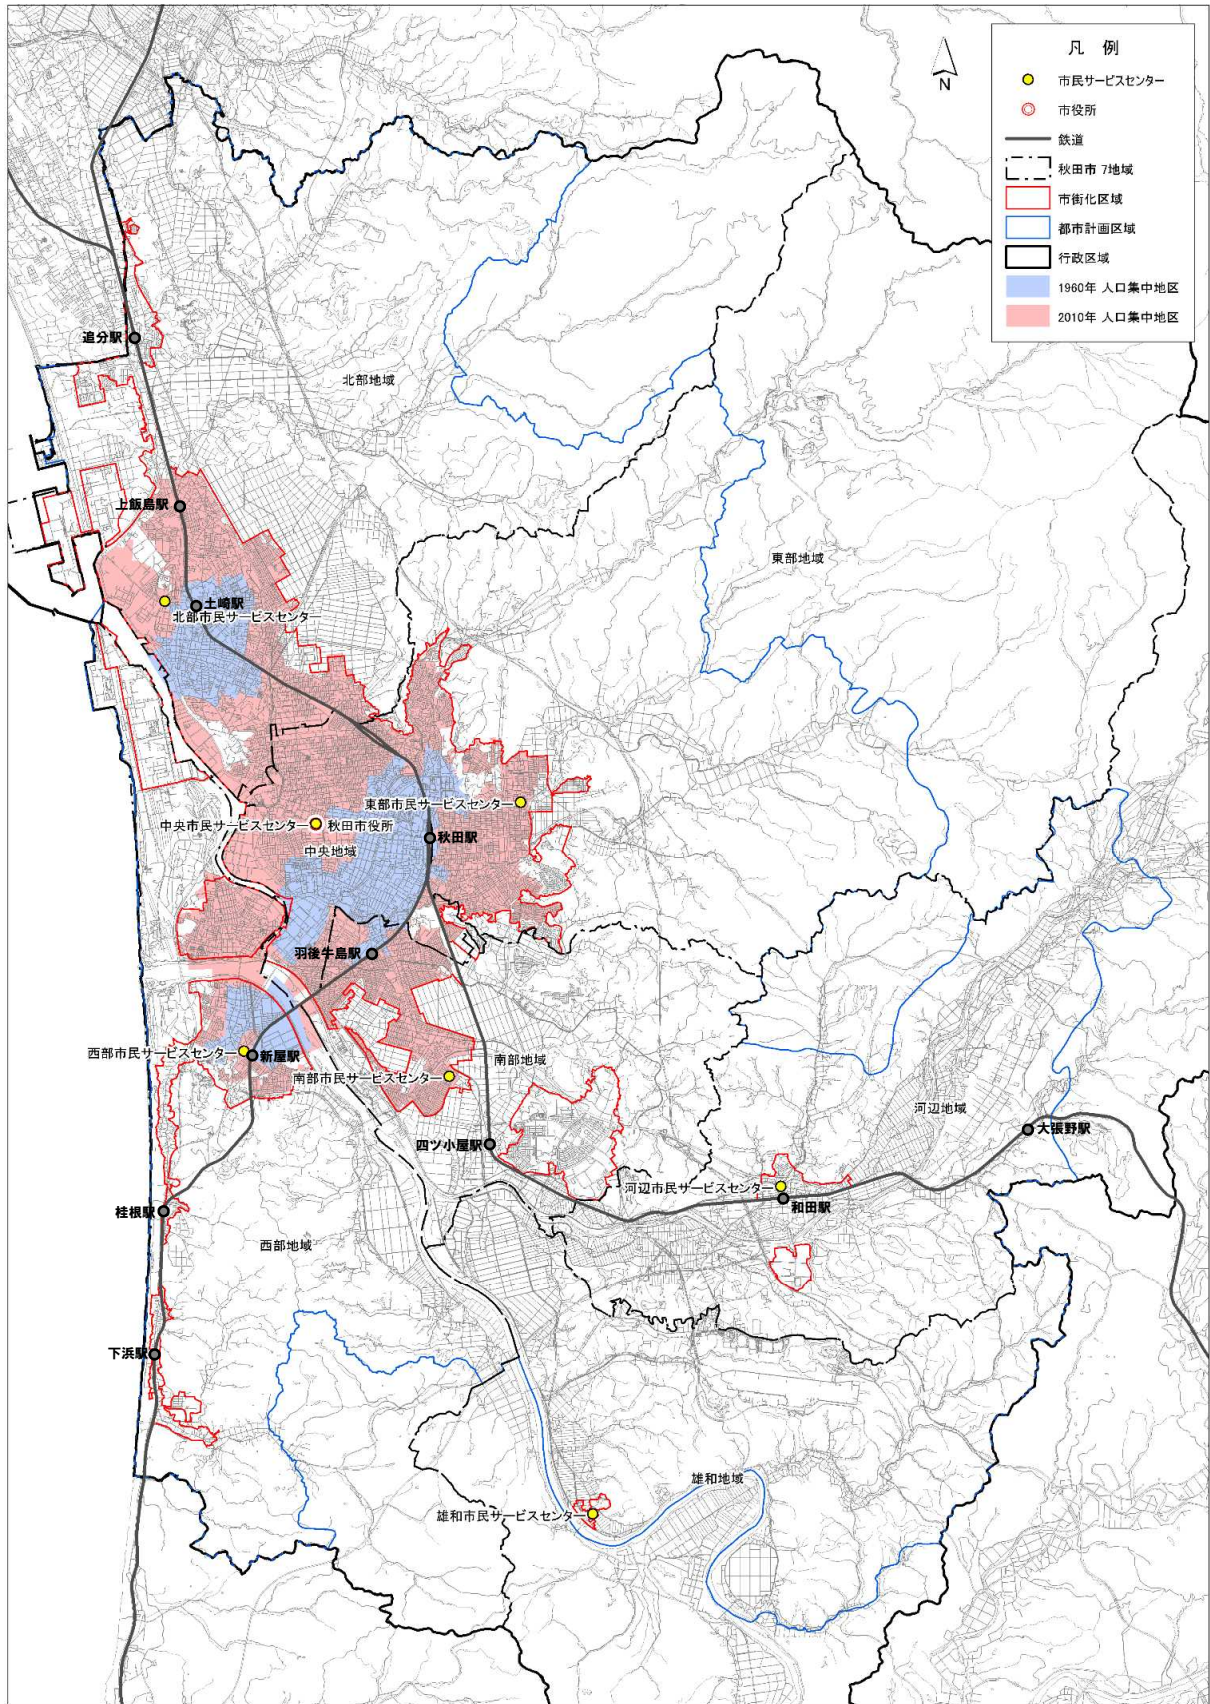 凡 例
市民サービスセンター
市役所
鉄道
秋田市 7地域
市街化区域
都市計画区域
行政区域
1960年 人口集中地区
2010年 人口集中地区
N
追分駅
北部地域
上飯島駅
東部地域
土崎駅
北部市民サービスセンター
東部市民サービスセンター
中央市民サービスセンター
秋田市役所
秋田駅
中央地域
羽後牛島駅
西部市民サービスセンター
新屋駅
南部地域
南部市民サービスセンター
河辺地域
大張野駅
四ツ小屋駅
河辺市民サービスセンター
和田駅
桂根駅
西部地域
下浜駅
雄和地域
雄和市民サービスセンター